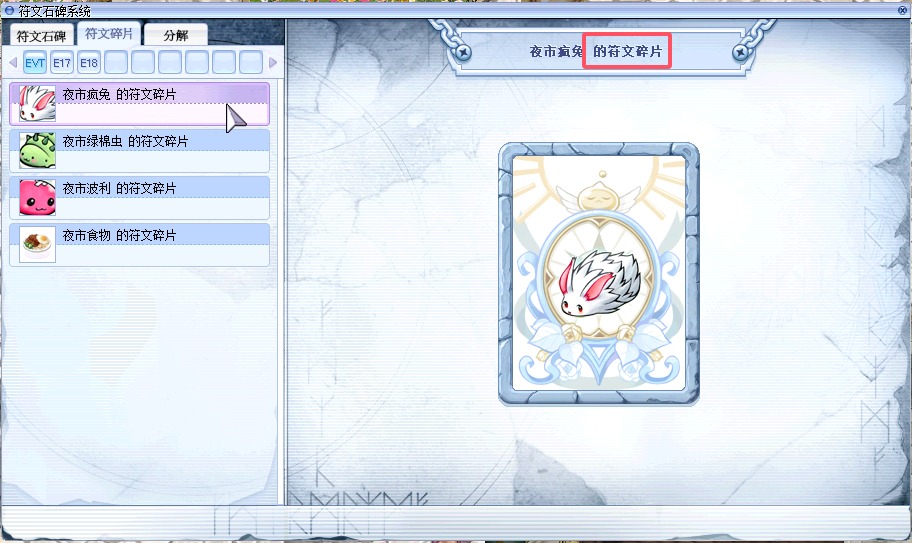 符文石碑系统
符文石碑 符文碎片 分解
EVT E17 E18
夜市疯兔 的符文碎片
夜市绿棉虫 的符文碎片
夜市波利 的符文碎片
夜市食物 的符文碎片
夜市疯兔 的符文碎片